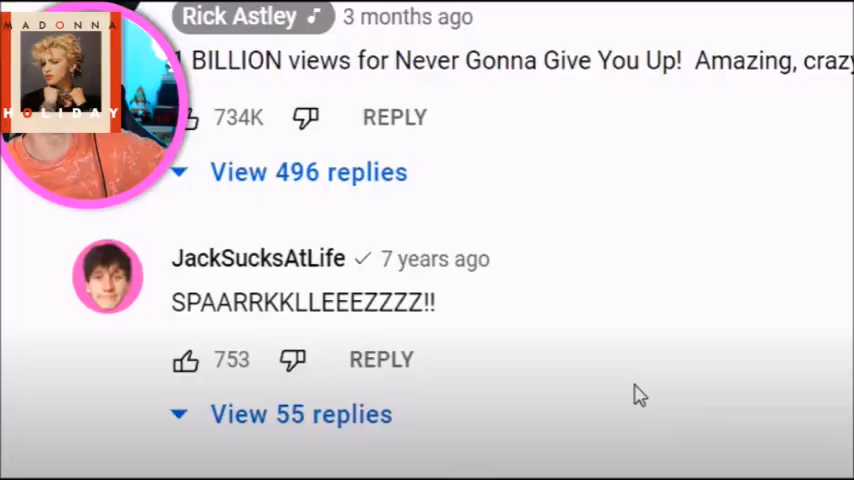 MADONNA
HOLIDAY
Rick Astley 3 months ago
1 BILLION views for Never Gonna Give You Up! Amazing, crazy
734K REPLY
View 496 replies
JackSucksAtLife 7 years ago
SPAARRKKLLEEEZZZZ!!
753 REPLY
View 55 replies